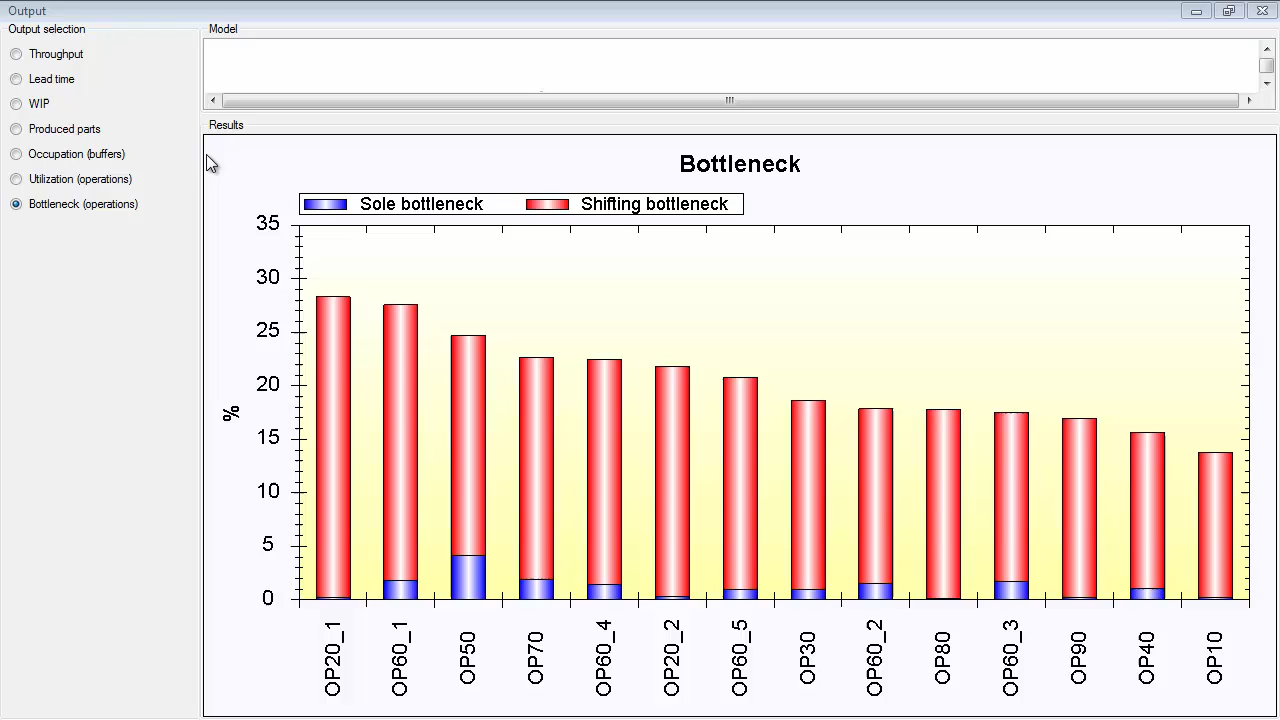 Output
Output selection
Throughput
Lead time
WIP
Produced parts
Occupation (buffers)
Utilization (operations)
Bottleneck (operations)
Model
Results
Bottleneck
Sole bottleneck Shifting bottleneck
35
30
25
20
15
10
5
0
%
OP20_1 OP60_1 OP50 OP70 OP60_4 OP20_2 OP60_5 OP30 OP60_2 OP80 OP60_3 OP90 OP40 OP10